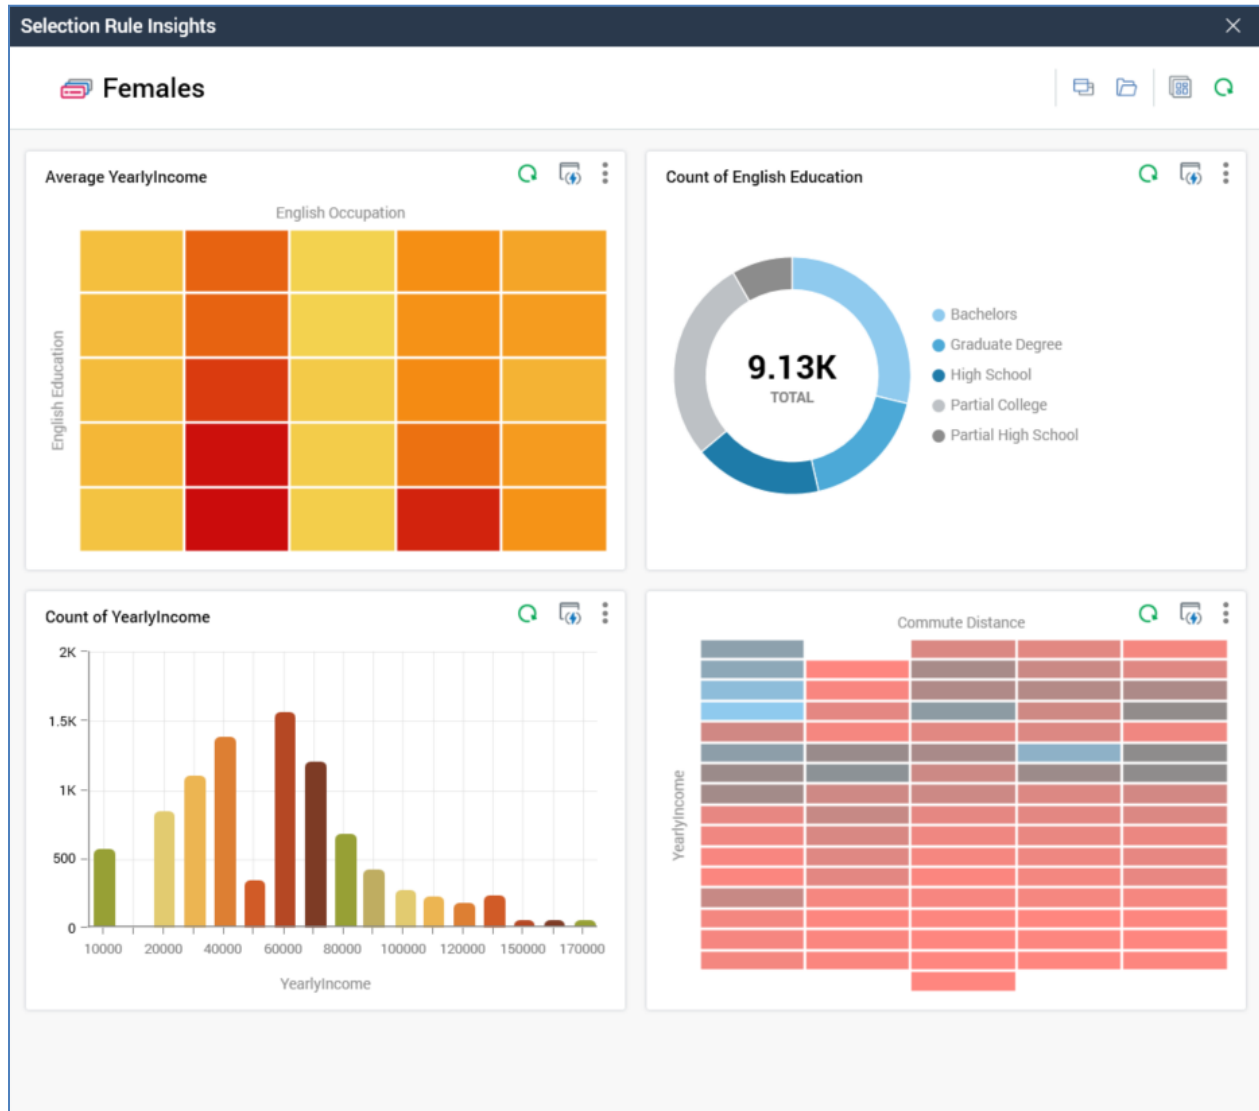 Selection Rule Insights
Females
Average YearlyIncome
English Occupation
English Education
Count of English Education
9.13K
TOTAL
Bachelors
Graduate Degree
High School
Partial College
Partial High School
Count of YearlyIncome
2K
1.5K
1K
500
0
10000 20000 40000 60000 80000 100000 120000 150000 170000
YearlyIncome
Commute Distance
YearlyIncome